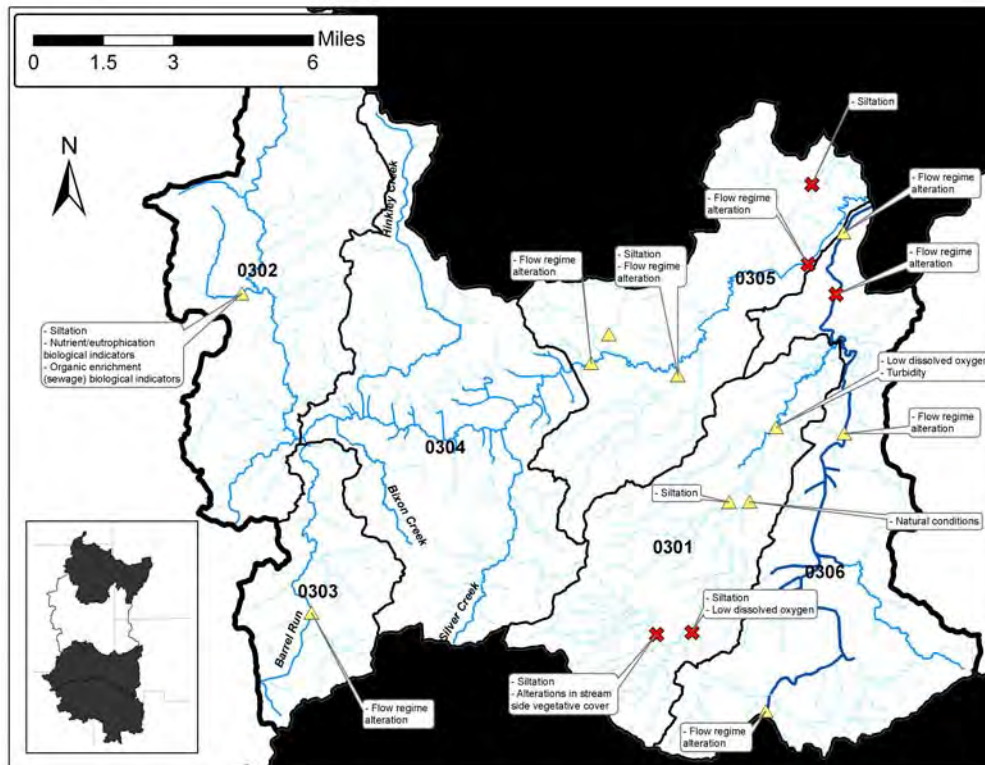 Miles
0 1.5 3 6
N
- Siltation
- Flow regime
alteration
- Flow regime
alteration
Hinkley Creek
- Siltation
- Flow regime
alteration
- Flow regime
alteration
- Flow regime
alteration
0302
0305
- Siltation
- Nutrient/eutrophication
biological indicators
- Organic enrichment
(sewage) biological indicators
- Low dissolved oxygen
- Turbidity
- Flow regime
alteration
0304
Bixon Creek
- Siltation
- Natural conditions
0301
0306
0303
Barrel Run
Silver Creek
- Siltation
- Low dissolved oxygen
- Siltation
- Alterations in stream
side vegetative cover
- Flow regime
alteration
- Flow regime
alteration